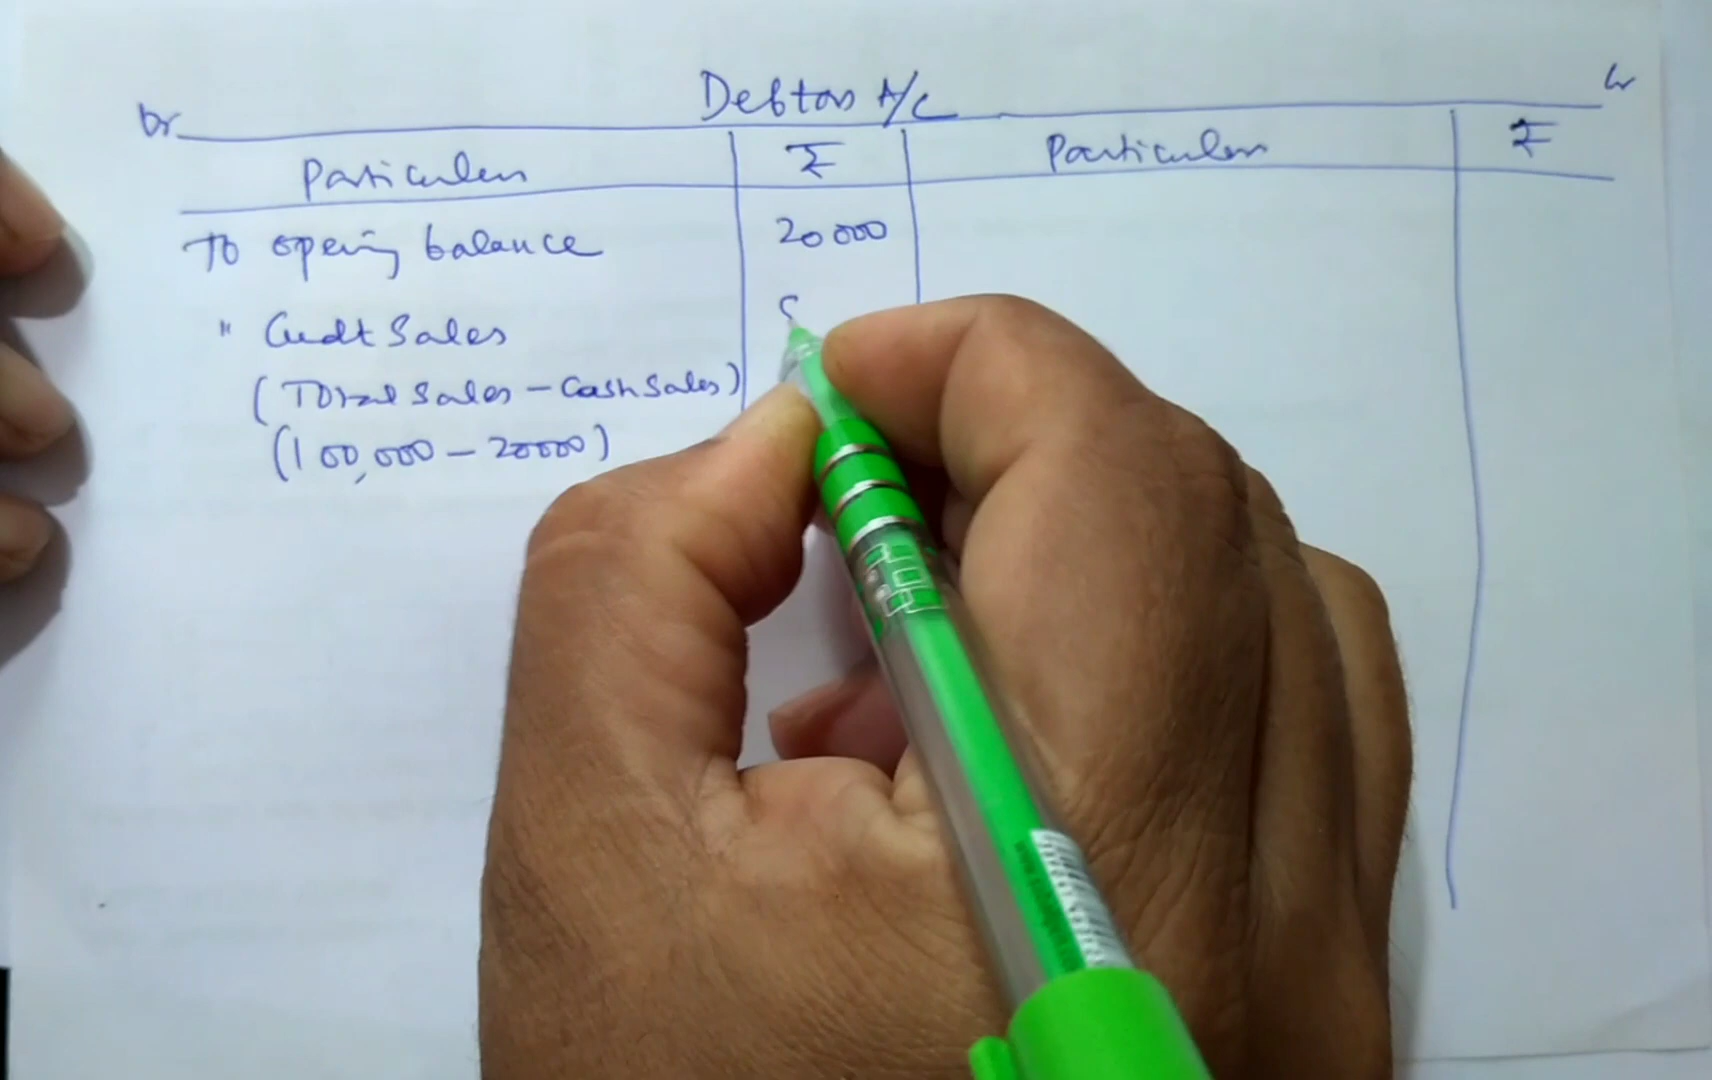 Debtors A/C
Dr Cr
Particulars ₹ Particulars ₹
To opening balance 20000
" Credit Sales
(Total Sales - Cash Sales)
(100,000 - 20000)